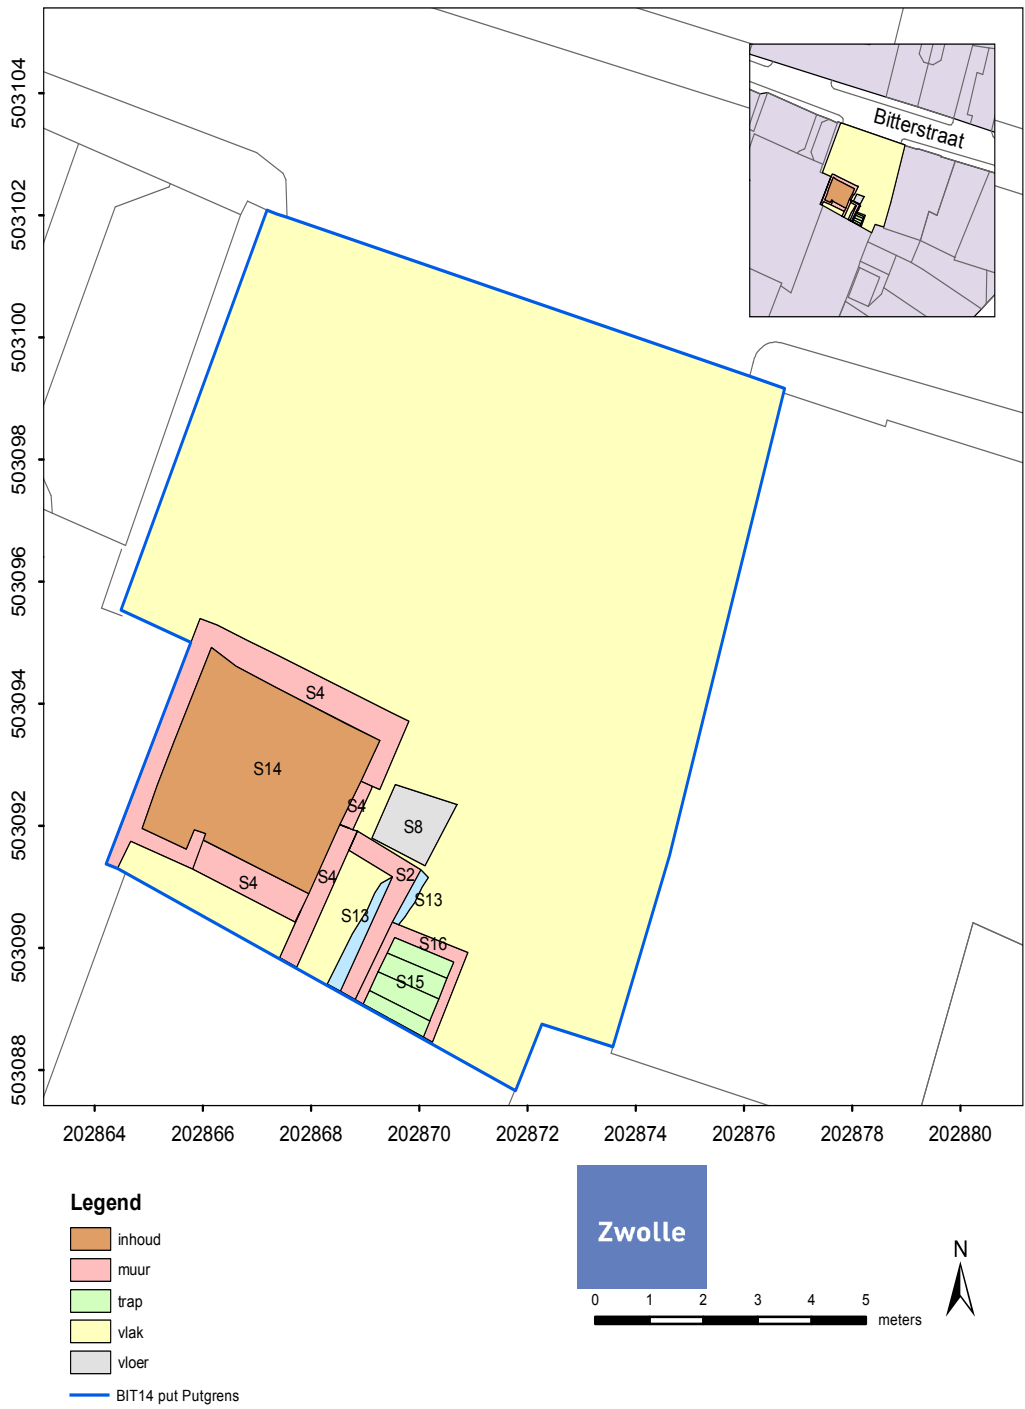 503104
503102
503100
503098
503096
503094
503092
503090
503088
Bitterstraat
S4
S14
S4
S8
S4
S4
S2
S13
S13
S16
S15
202864 202866 202868 202870 202872 202874 202876 202878 202880
Legend
inhoud
muur
trap
vlak
vloer
BIT14 put Putgrens
Zwolle
0 1 2 3 4 5
meters
N